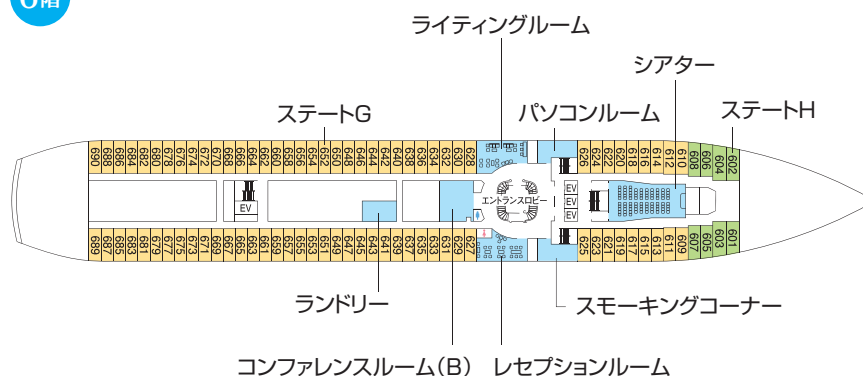 6階
ライティングルーム
シアター
ステートG
パソコンルーム
ステートH
690 688 686 684 682 680 678 676 674 672 670 668 666 664 662 660 658 656 654 652 650 648 646 644 642 640 638 636 634 632 630 628
626 624 622 620 618 616 614 612 610 608 606 604 602
EV
エントランスロビー
EV
EV
EV
689 687 685 683 681 679 677 675 673 671 669 667 665 663 661 659 657 655 653 651 649 647 645 643 641 639 637 635 633 631 629 627
625 623 621 619 617 615 613 611 609 607 605 603 601
ランドリー
スモーキングコーナー
コンファレンスルーム(B)
レセプションルーム